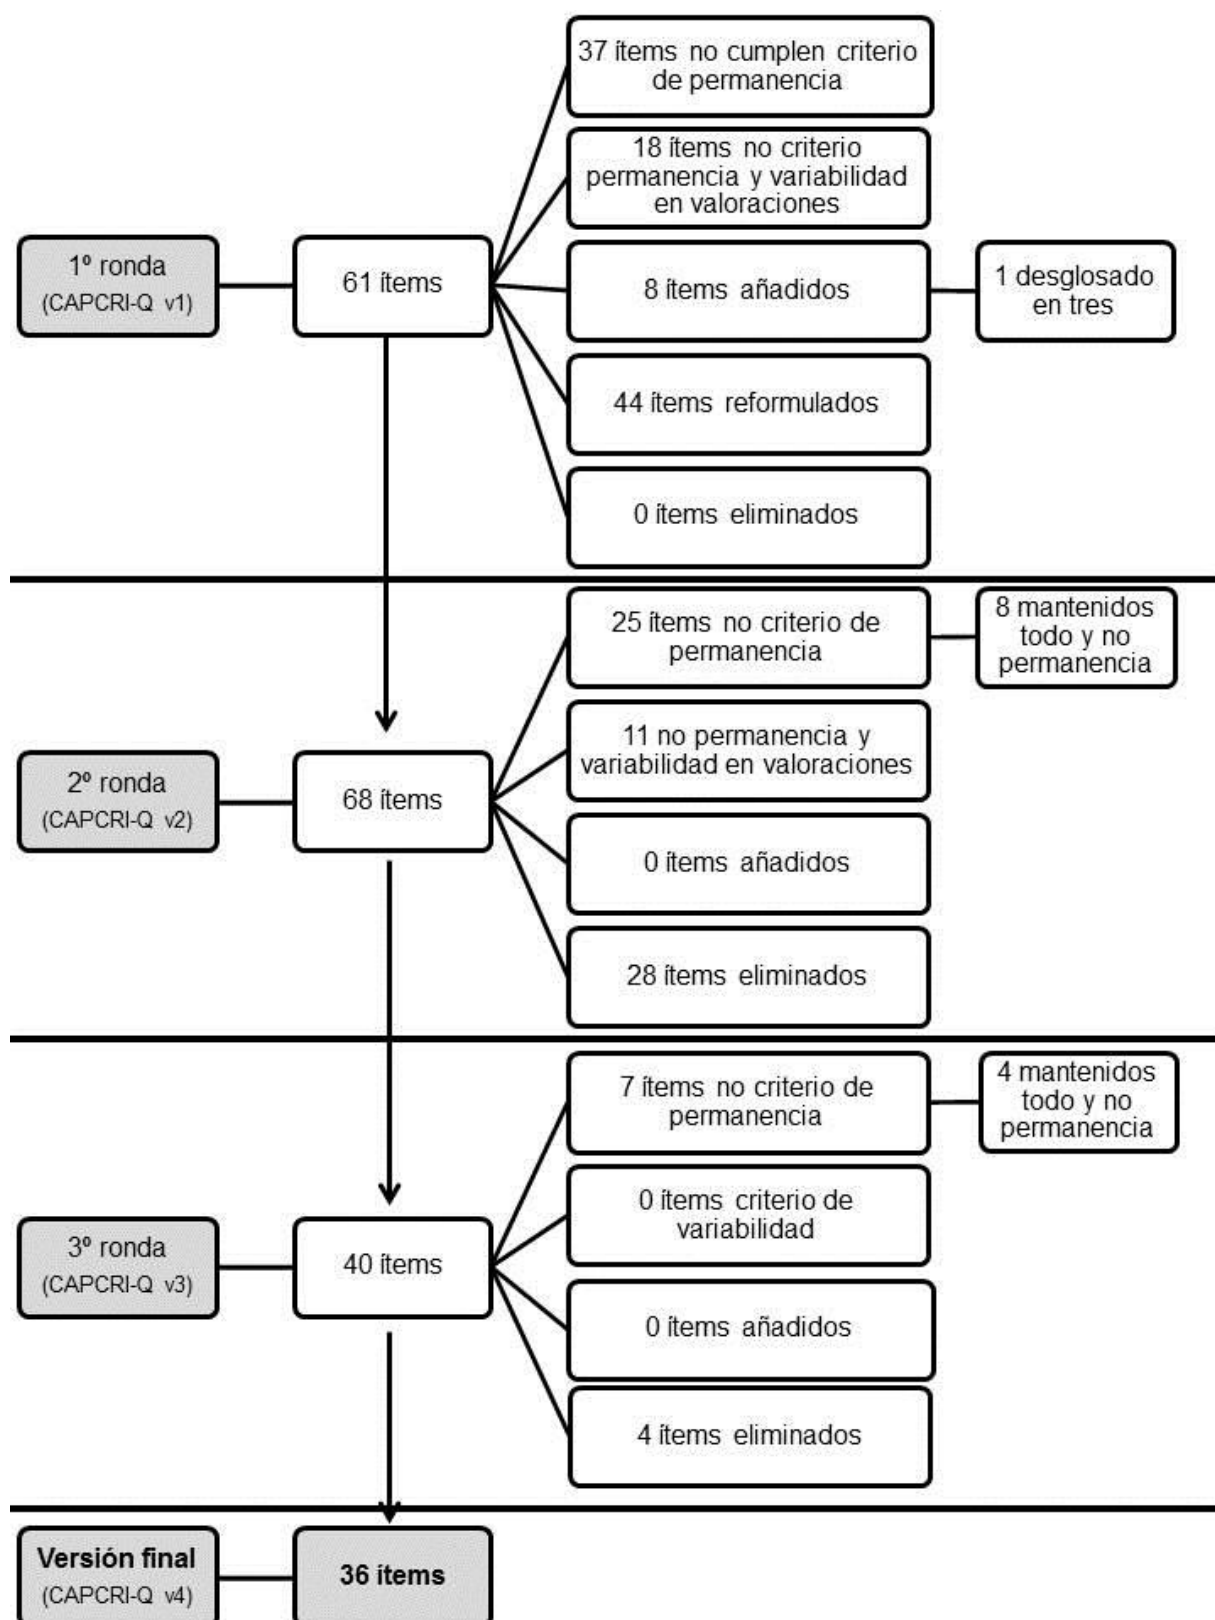 37 ítems no cumplen criterio
de permanencia
18 ítems no criterio
permanencia y variabilidad
en valoraciones
1º ronda
(CAPCRI-Q v1)
61 ítems
8 ítems añadidos
1 desglosado
en tres
44 ítems reformulados
0 ítems eliminados
25 ítems no criterio de
permanencia
8 mantenidos
todo y no
permanencia
11 no permanencia y
variabilidad en valoraciones
2º ronda
(CAPCRI-Q v2)
68 ítems
0 ítems añadidos
28 ítems eliminados
7 ítems no criterio de
permanencia
4 mantenidos
todo y no
permanencia
0 ítems criterio de
variabilidad
3º ronda
(CAPCRI-Q v3)
40 ítems
0 ítems añadidos
4 ítems eliminados
Versión final
(CAPCRI-Q v4)
36 ítems